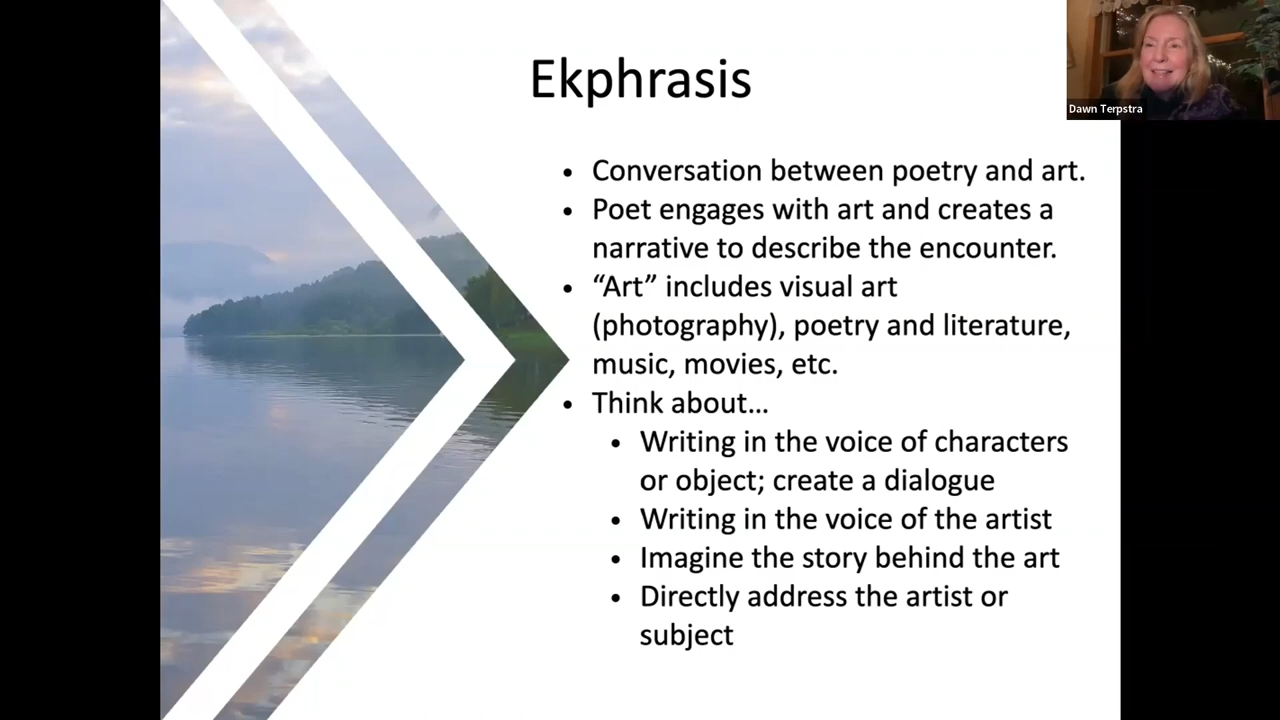 Ekphrasis
Dawn Terpstra
• Conversation between poetry and art.
• Poet engages with art and creates a
narrative to describe the encounter.
• “Art” includes visual art
(photography), poetry and literature,
music, movies, etc.
• Think about…
• Writing in the voice of characters
or object; create a dialogue
• Writing in the voice of the artist
• Imagine the story behind the art
• Directly address the artist or
subject